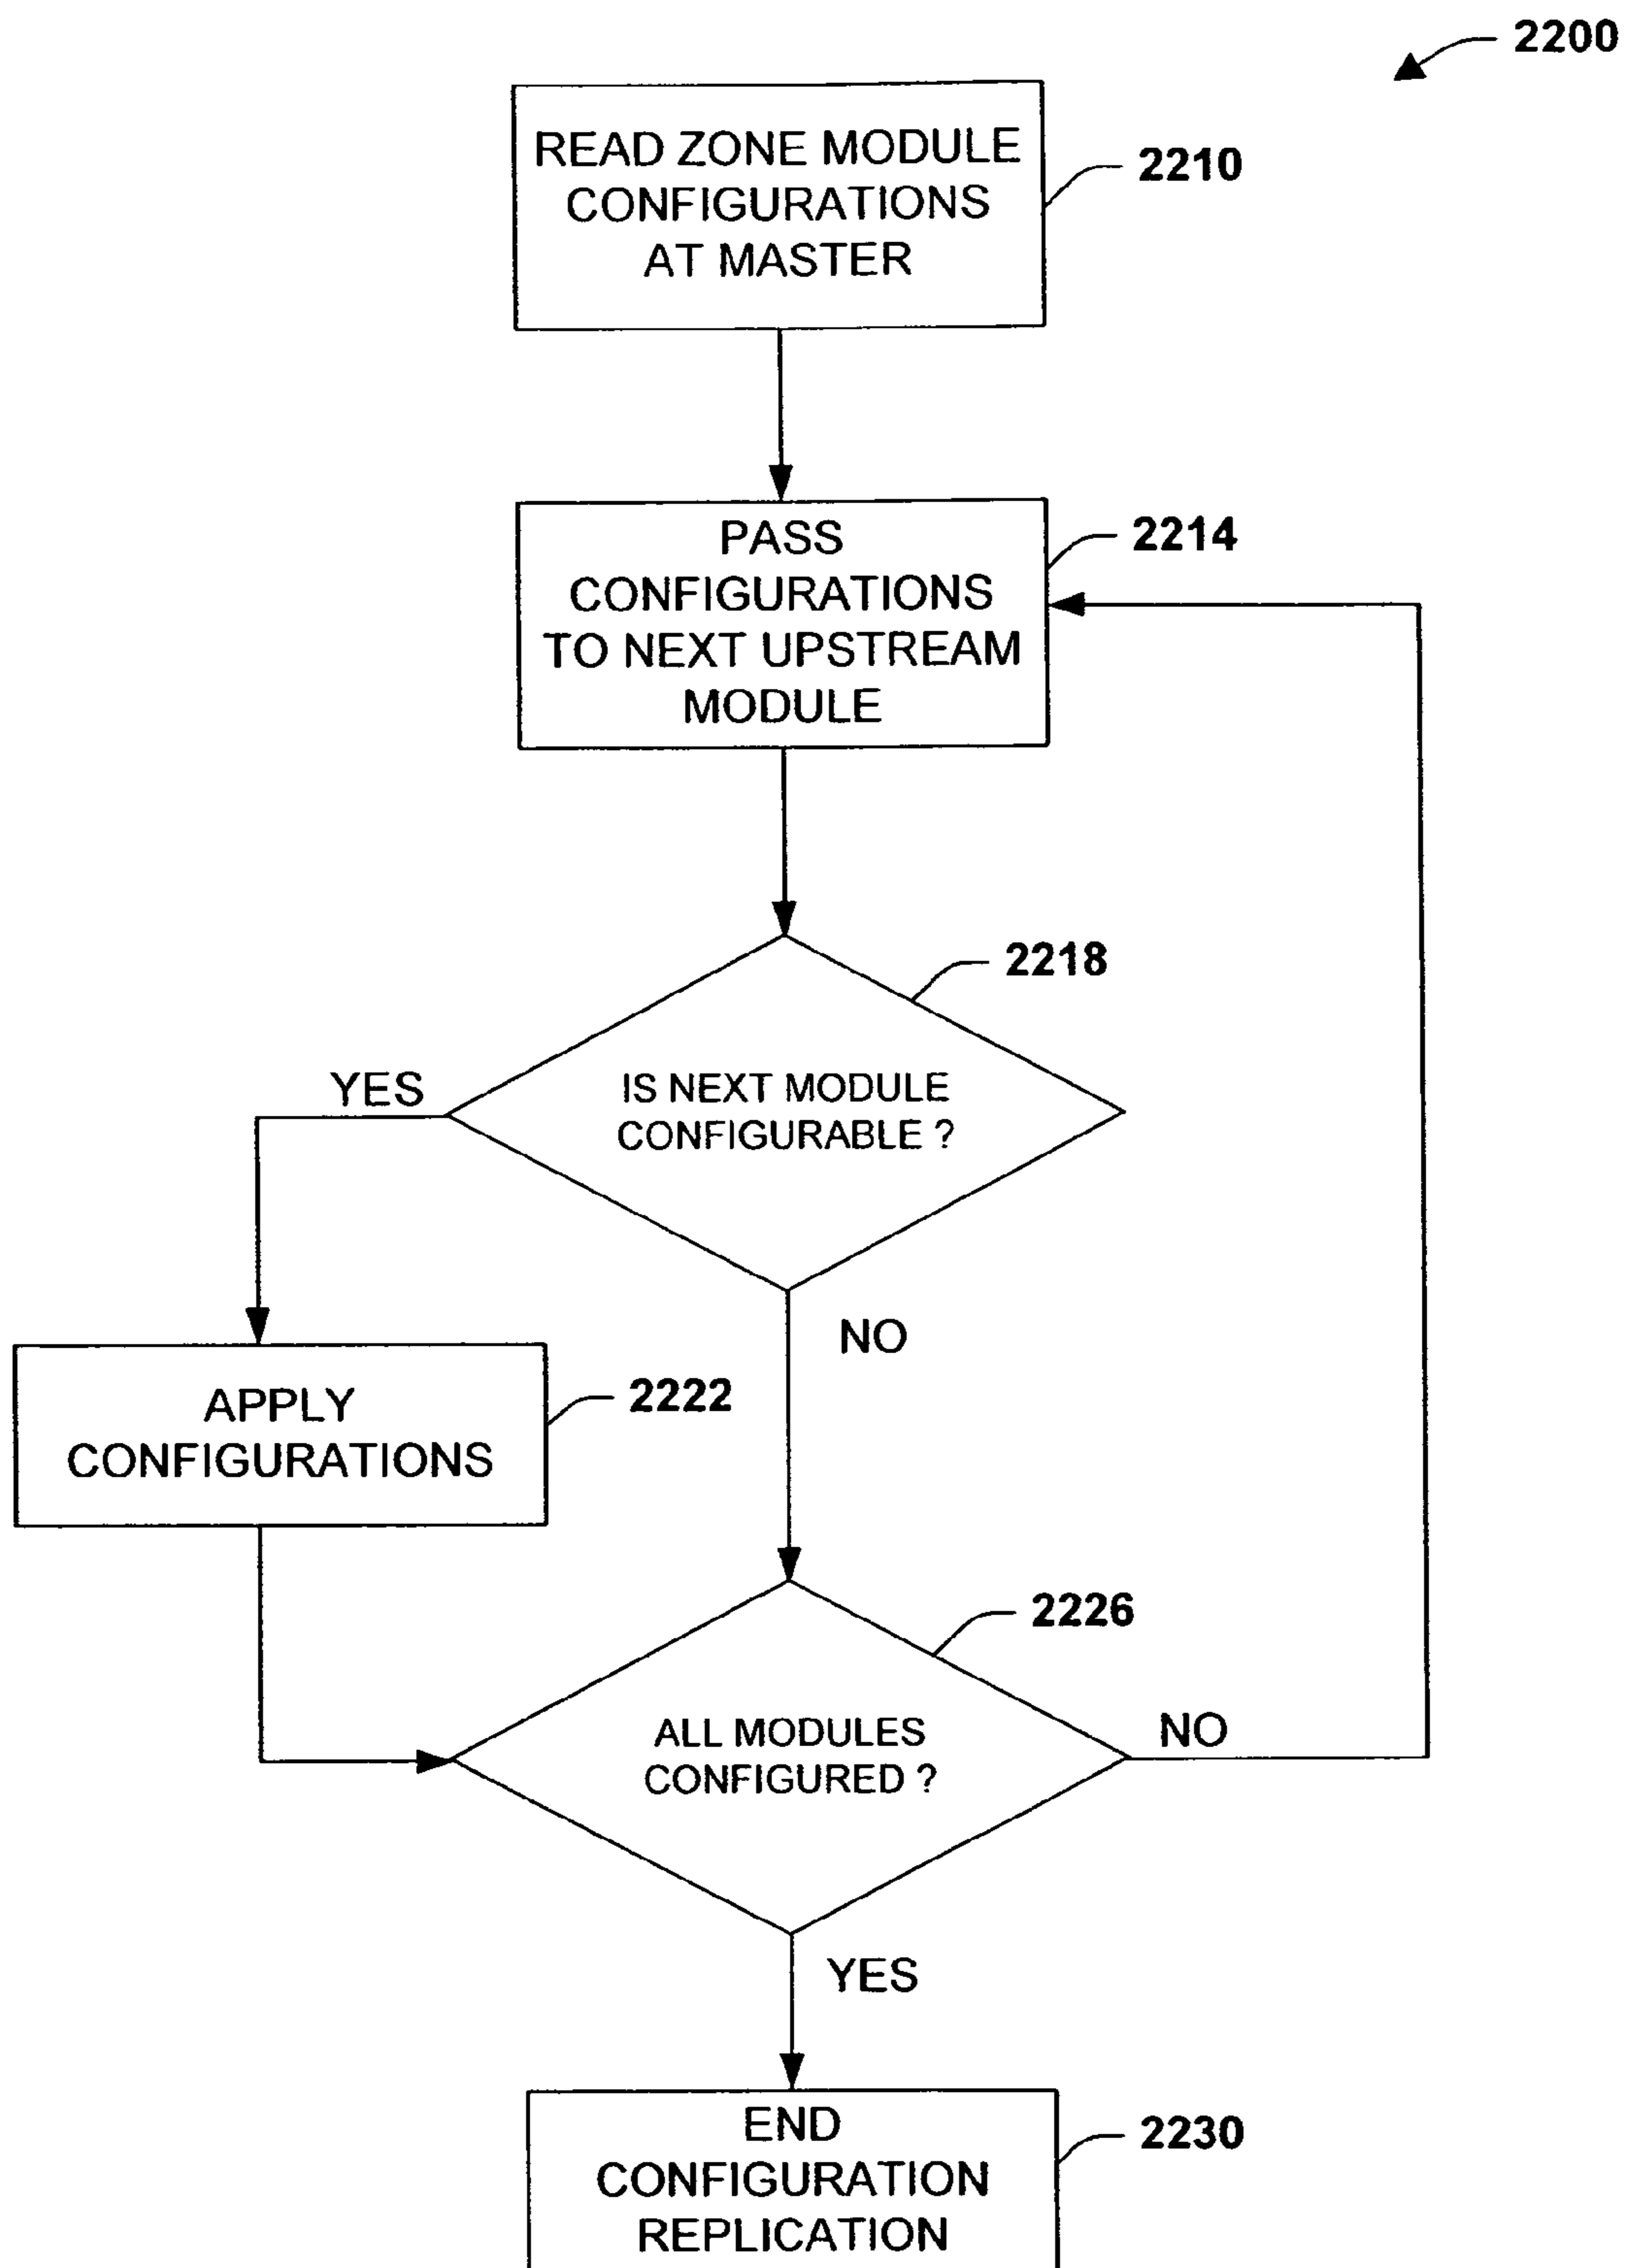 2200
READ ZONE MODULE
CONFIGURATIONS
AT MASTER
2210
PASS
CONFIGURATIONS
TO NEXT UPSTREAM
MODULE
2214
2218
IS NEXT MODULE
CONFIGURABLE ?
YES
NO
APPLY
CONFIGURATIONS
2222
2226
ALL MODULES
CONFIGURED ?
NO
YES
END
CONFIGURATION
REPLICATION
2230